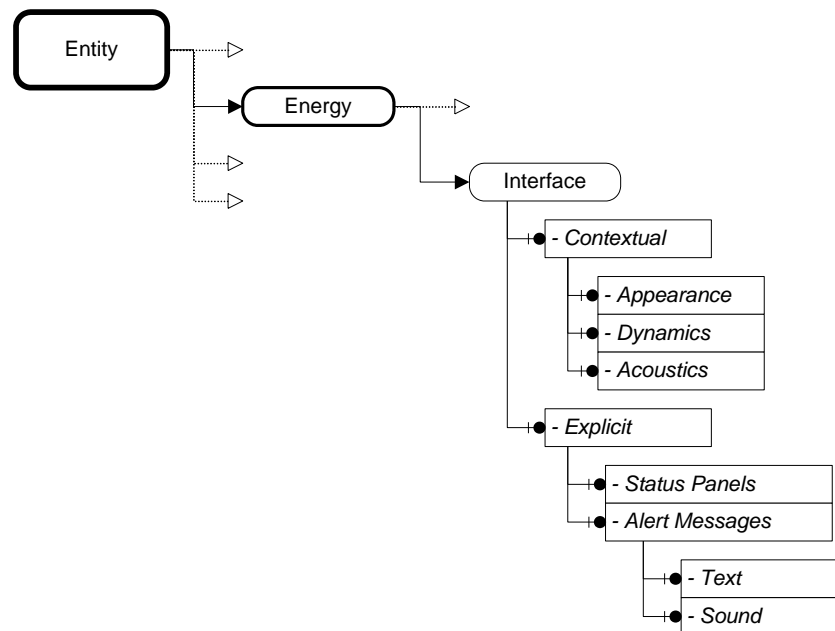 Entity
Energy
Interface
- Contextual
- Appearance
- Dynamics
- Acoustics
- Explicit
- Status Panels
- Alert Messages
- Text
- Sound